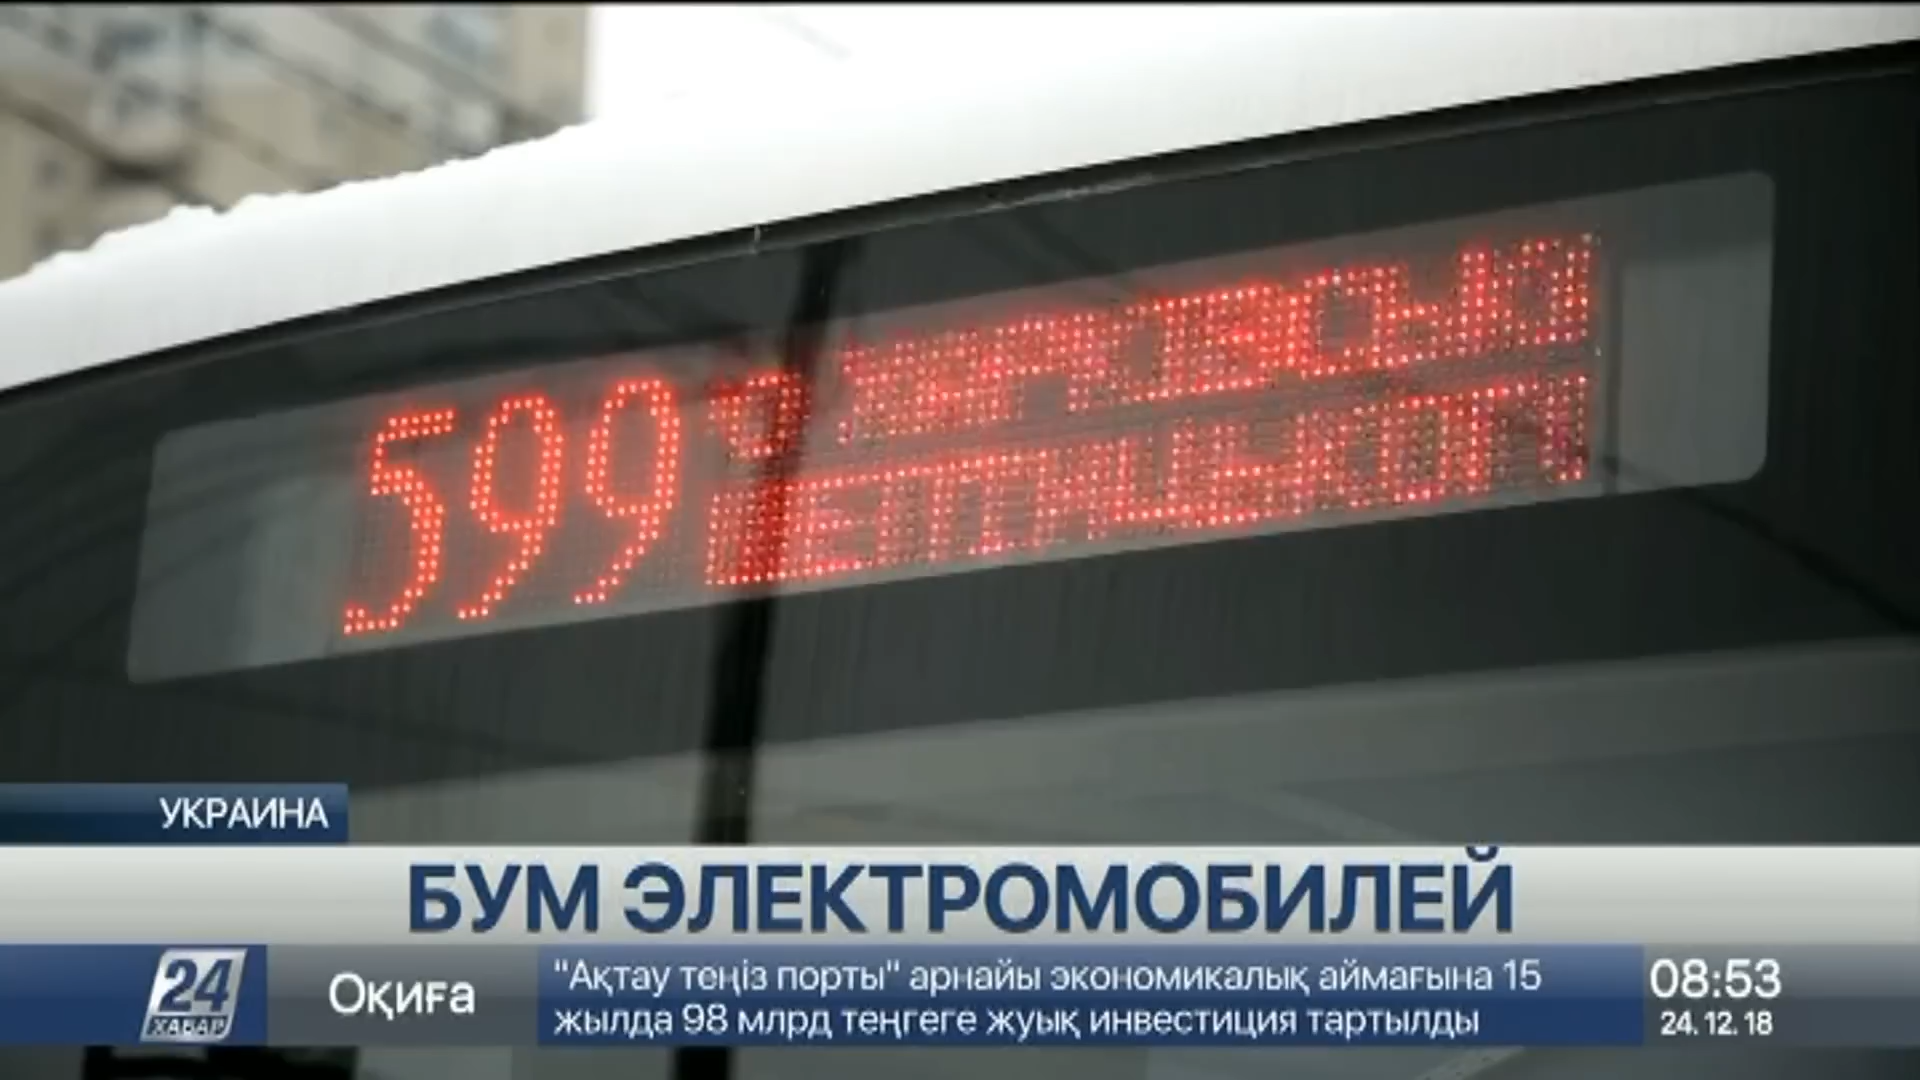 599
УКРАИНА
БУМ ЭЛЕКТРОМОБИЛЕЙ
24
ХАБАР
Оқиға
"Ақтау теңіз порты" арнайы экономикалық аймағына 15
жылда 98 млрд теңгеге жуық инвестиция тартылды
08:53
24.12.18